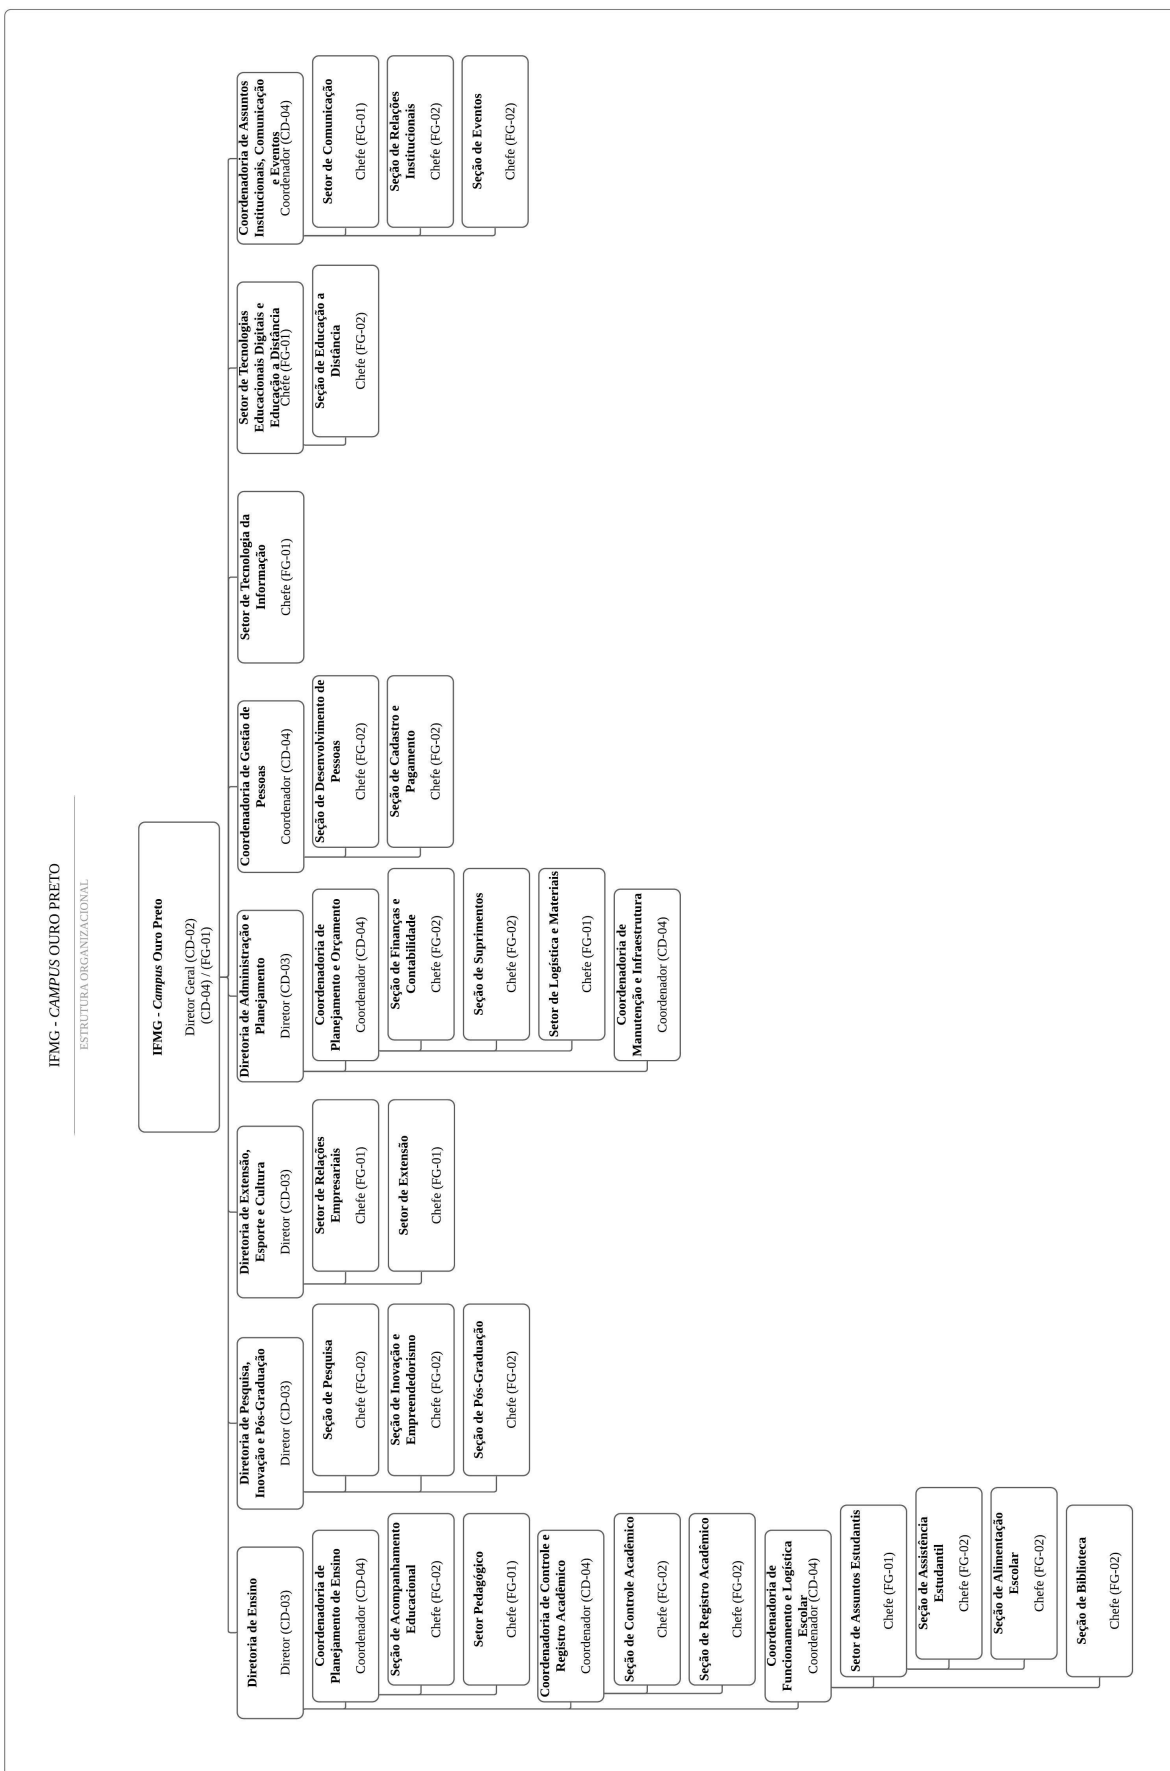 IFMG - CAMPUS OURO PRETO
ESTRUTURA ORGANIZACIONAL
IFMG - Campus Ouro Preto
Diretor Geral (CD-02)
(CD-04) / (FG-01)
Diretoria de Ensino
Diretor (CD-03)
Coordenadoria de
Planejamento de Ensino
Coordenador (CD-04)
Seção de Acompanhamento
Educacional
Chefe (FG-02)
Setor Pedagógico
Chefe (FG-01)
Coordenadoria de Controle e
Registro Acadêmico
Coordenador (CD-04)
Seção de Controle Acadêmico
Chefe (FG-02)
Seção de Registro Acadêmico
Chefe (FG-02)
Coordenadoria de
Funcionamento e Logística
Escolar
Coordenador (CD-04)
Setor de Assuntos Estudantis
Chefe (FG-01)
Seção de Assistência
Estudantil
Chefe (FG-02)
Seção de Alimentação
Escolar
Chefe (FG-02)
Seção de Biblioteca
Chefe (FG-02)
Diretoria de Pesquisa,
Inovação e Pós-Graduação
Diretor (CD-03)
Seção de Pesquisa
Chefe (FG-02)
Seção de Inovação e
Empreendedorismo
Chefe (FG-02)
Seção de Pós-Graduação
Chefe (FG-02)
Diretoria de Extensão,
Esporte e Cultura
Diretor (CD-03)
Setor de Relações
Empresariais
Chefe (FG-01)
Setor de Extensão
Chefe (FG-01)
Diretoria de Administração e
Planejamento
Diretor (CD-03)
Coordenadoria de
Planejamento e Orçamento
Coordenador (CD-04)
Seção de Finanças e
Contabilidade
Chefe (FG-02)
Seção de Suprimentos
Chefe (FG-02)
Setor de Logística e Materiais
Chefe (FG-01)
Coordenadoria de
Manutenção e Infraestrutura
Coordenador (CD-04)
Coordenadoria de Gestão de
Pessoas
Coordenador (CD-04)
Seção de Desenvolvimento de
Pessoas
Chefe (FG-02)
Seção de Cadastro e
Pagamento
Chefe (FG-02)
Setor de Tecnologia da
Informação
Chefe (FG-01)
Setor de Tecnologias
Educacionais Digitais e
Educação a Distância
Chefe (FG-01)
Seção de Educação a
Distância
Chefe (FG-02)
Coordenadoria de Assuntos
Institucionais, Comunicação
e Eventos
Coordenador (CD-04)
Setor de Comunicação
Chefe (FG-01)
Seção de Relações
Institucionais
Chefe (FG-02)
Seção de Eventos
Chefe (FG-02)